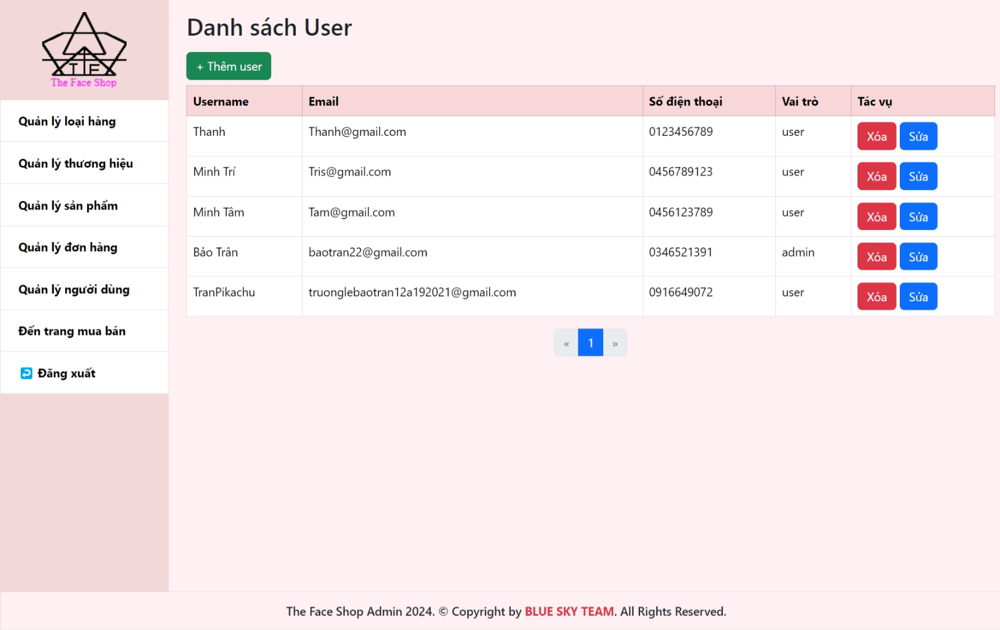 TF
The Face Shop
Quản lý loại hàng
Quản lý thương hiệu
Quản lý sản phẩm
Quản lý đơn hàng
Quản lý người dùng
Đến trang mua bán
Đăng xuất
Danh sách User
+ Thêm user
Username Email Số điện thoại Vai trò Tác vụ
Thanh Thanh@gmail.com 0123456789 user Xóa Sửa
Minh Trí Tris@gmail.com 0456789123 user Xóa Sửa
Minh Tâm Tam@gmail.com 0456123789 user Xóa Sửa
Bảo Trân baotran22@gmail.com 0346521391 admin Xóa Sửa
TranPikachu truonglebaotran12a192021@gmail.com 0916649072 user Xóa Sửa
« 1 »
The Face Shop Admin 2024. © Copyright by BLUE SKY TEAM. All Rights Reserved.